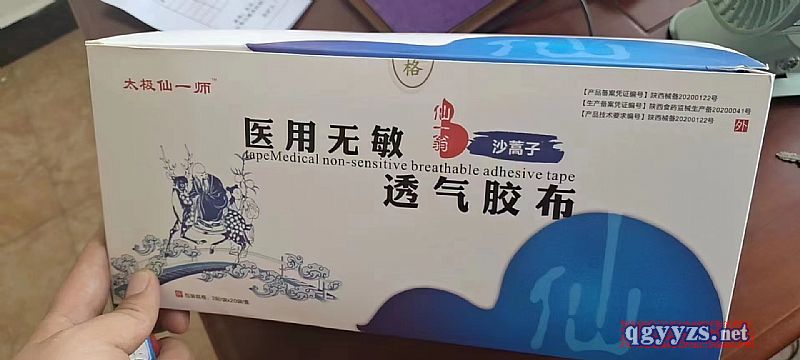 仙
格
太极仙一师™
【产品备案凭证编号】陕西械备20200122号
【生产备案凭证编号】陕西食药监械生产备20200041号
【产品技术要求编号】陕西械备20200122号
外
仙一翁
医用无敏
沙蒿子
tapeMedical non-sensitive breathable adhesive tape
透气胶布
仙
qgyyzs.net